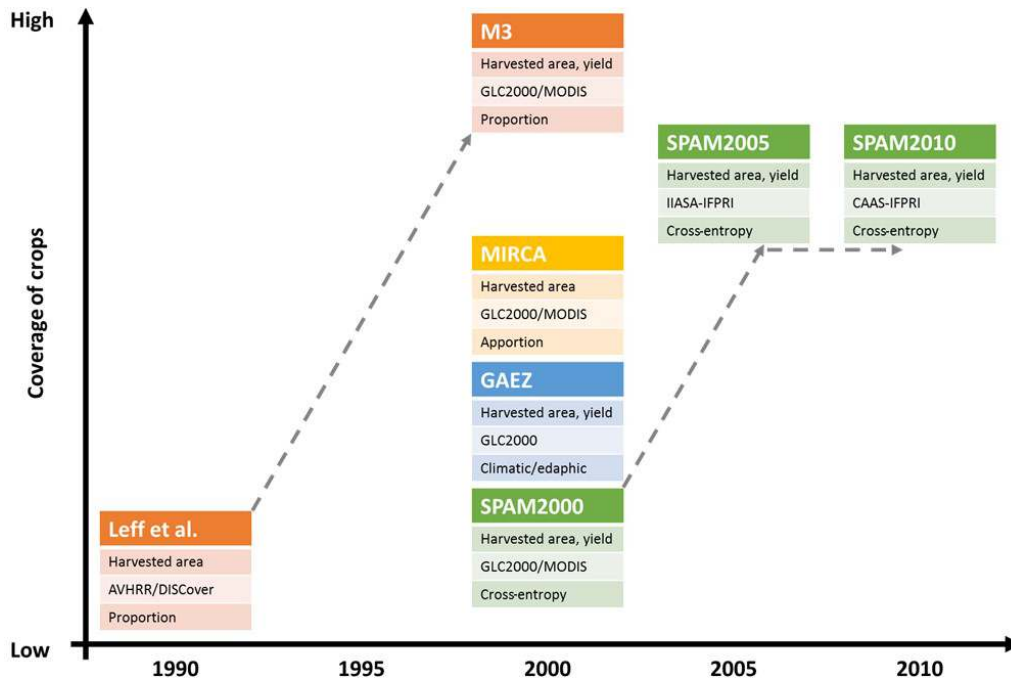 High
Coverage of crops
Low
M3
Harvested area, yield
GLC2000/MODIS
Proportion
SPAM2005
Harvested area, yield
IIASA-IFPRI
Cross-entropy
SPAM2010
Harvested area, yield
CAAS-IFPRI
Cross-entropy
MIRCA
Harvested area
GLC2000/MODIS
Apportion
GAEZ
Harvested area, yield
GLC2000
Climatic/edaphic
SPAM2000
Harvested area, yield
GLC2000/MODIS
Cross-entropy
Leff et al.
Harvested area
AVHRR/DISCover
Proportion
1990
1995
2000
2005
2010